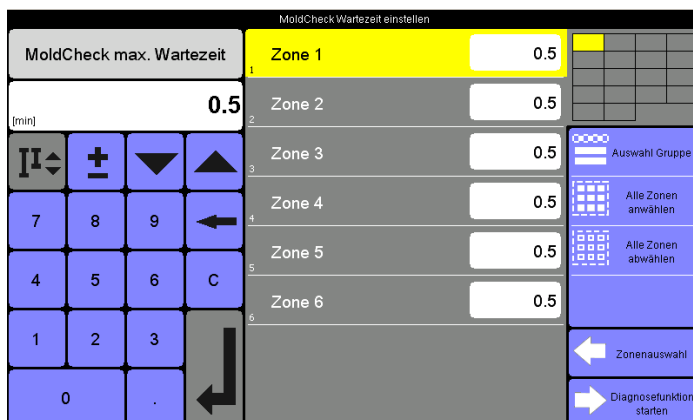 MoldCheck Wartezeit einstellen
MoldCheck max. Wartezeit
[min]
0.5
7
8
9
4
5
6
C
1
2
3
0
.
1
Zone 1
0.5
2
Zone 2
0.5
3
Zone 3
0.5
4
Zone 4
0.5
5
Zone 5
0.5
6
Zone 6
0.5
Auswahl Gruppe
Alle Zonen
anwählen
Alle Zonen
abwählen
Zonenauswahl
Diagnosefunktion
starten